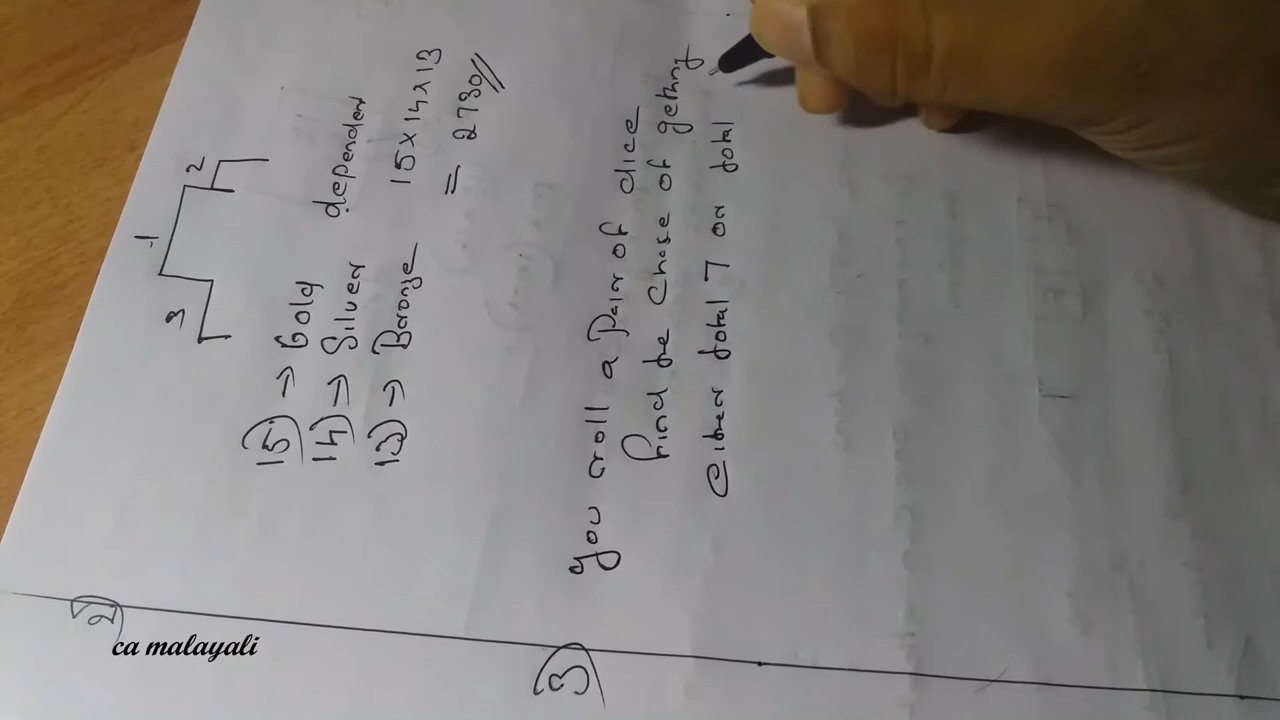 2)
3 1 2
15) → Gold
14) → Silver dependent
13) → Bronze 15 x 14 x 13
= 2730//
3)
you roll a pair of dice
find the chase of gething
either total 7 or total
ca malayali